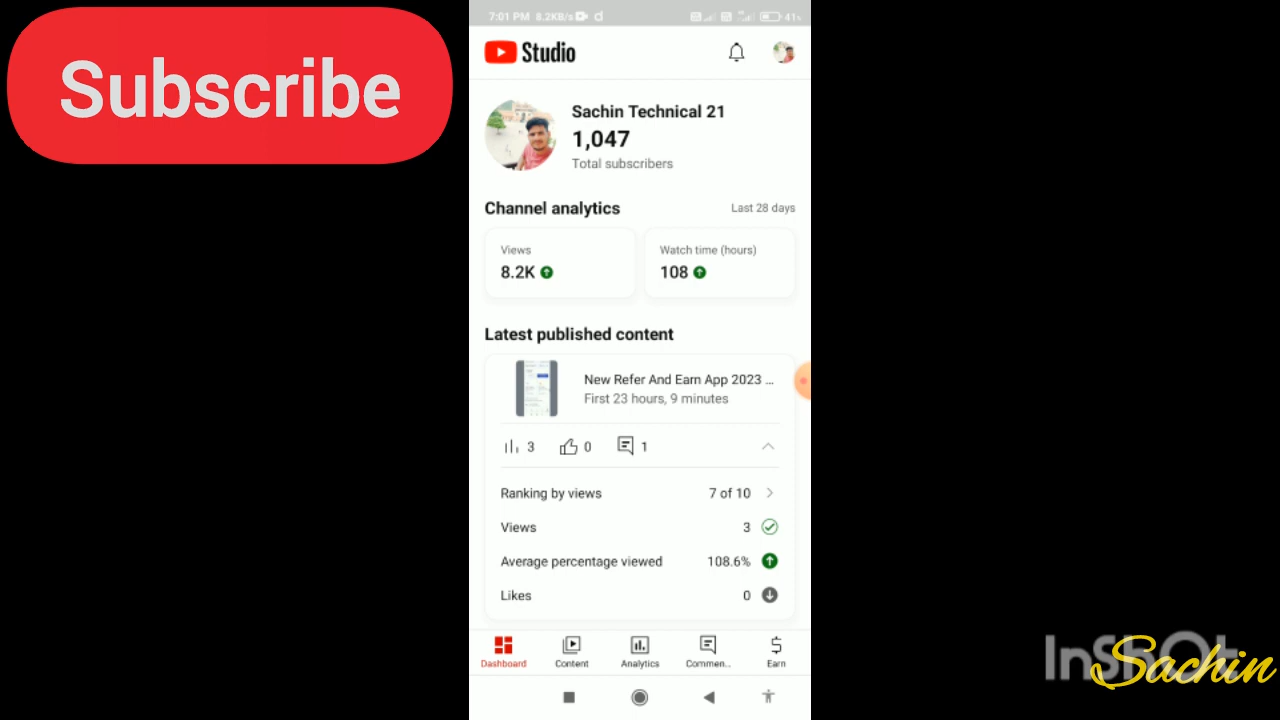 Subscribe
7:01 PM 8.2KB/s
41%
Studio
Sachin Technical 21
1,047
Total subscribers
Channel analytics
Last 28 days
Views
8.2K
Watch time (hours)
108
Latest published content
New Refer And Earn App 2023 ...
First 23 hours, 9 minutes
3
0
1
Ranking by views 7 of 10
Views 3
Average percentage viewed 108.6%
Likes 0
Dashboard
Content
Analytics
Commen..
Earn
InShOt
Sachin